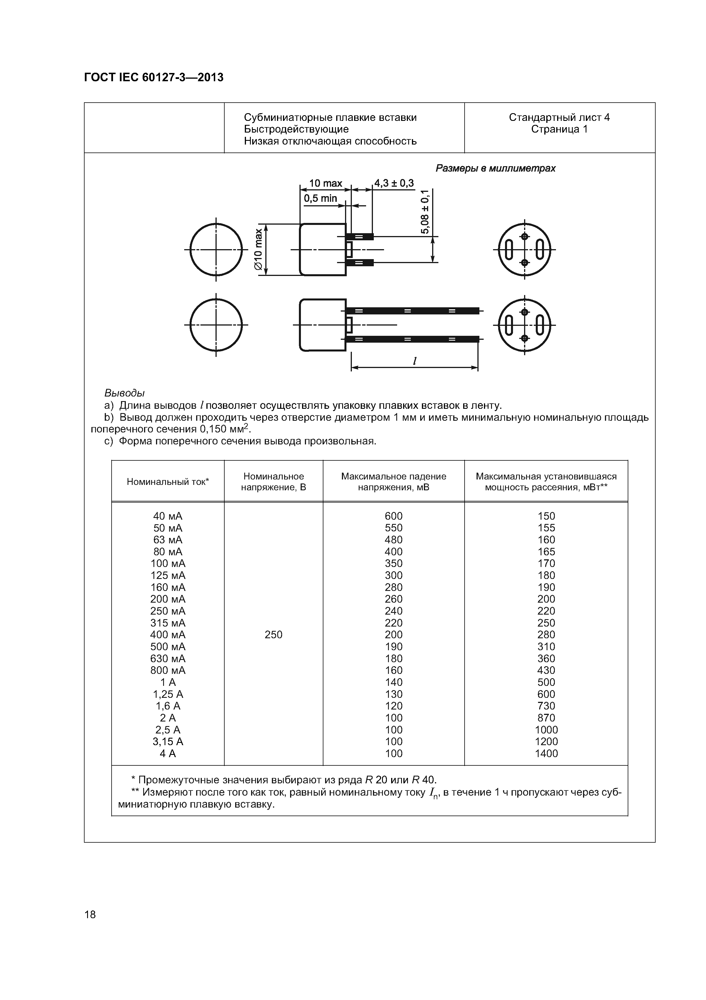 ГОСТ IEC 60127-3—2013
Субминиатюрные плавкие вставки
Быстродействующие
Низкая отключающая способность
Стандартный лист 4
Страница 1
Размеры в миллиметрах
10 max
4,3 ± 0,3
0,5 min
5,08 ± 0,1
∅10 max
l
Выводы
a) Длина выводов l позволяет осуществлять упаковку плавких вставок в ленту.
b) Вывод должен проходить через отверстие диаметром 1 мм и иметь минимальную номинальную площадь
поперечного сечения 0,150 мм².
c) Форма поперечного сечения вывода произвольная.
Номинальный ток* Номинальное напряжение, В Максимальное падение напряжения, мВ Максимальная установившаяся мощность рассеяния, мВт**
40 мА 600 150
50 мА 550 155
63 мА 480 160
80 мА 400 165
100 мА 350 170
125 мА 300 180
160 мА 280 190
200 мА 260 200
250 мА 240 220
315 мА 220 250
400 мА 250 200 280
500 мА 190 310
630 мА 180 360
800 мА 160 430
1 А 140 500
1,25 А 130 600
1,6 А 120 730
2 А 100 870
2,5 А 100 1000
3,15 А 100 1200
4 А 100 1400
* Промежуточные значения выбирают из ряда R 20 или R 40.
** Измеряют после того как ток, равный номинальному току Iₙ, в течение 1 ч пропускают через суб-
миниатюрную плавкую вставку.
18